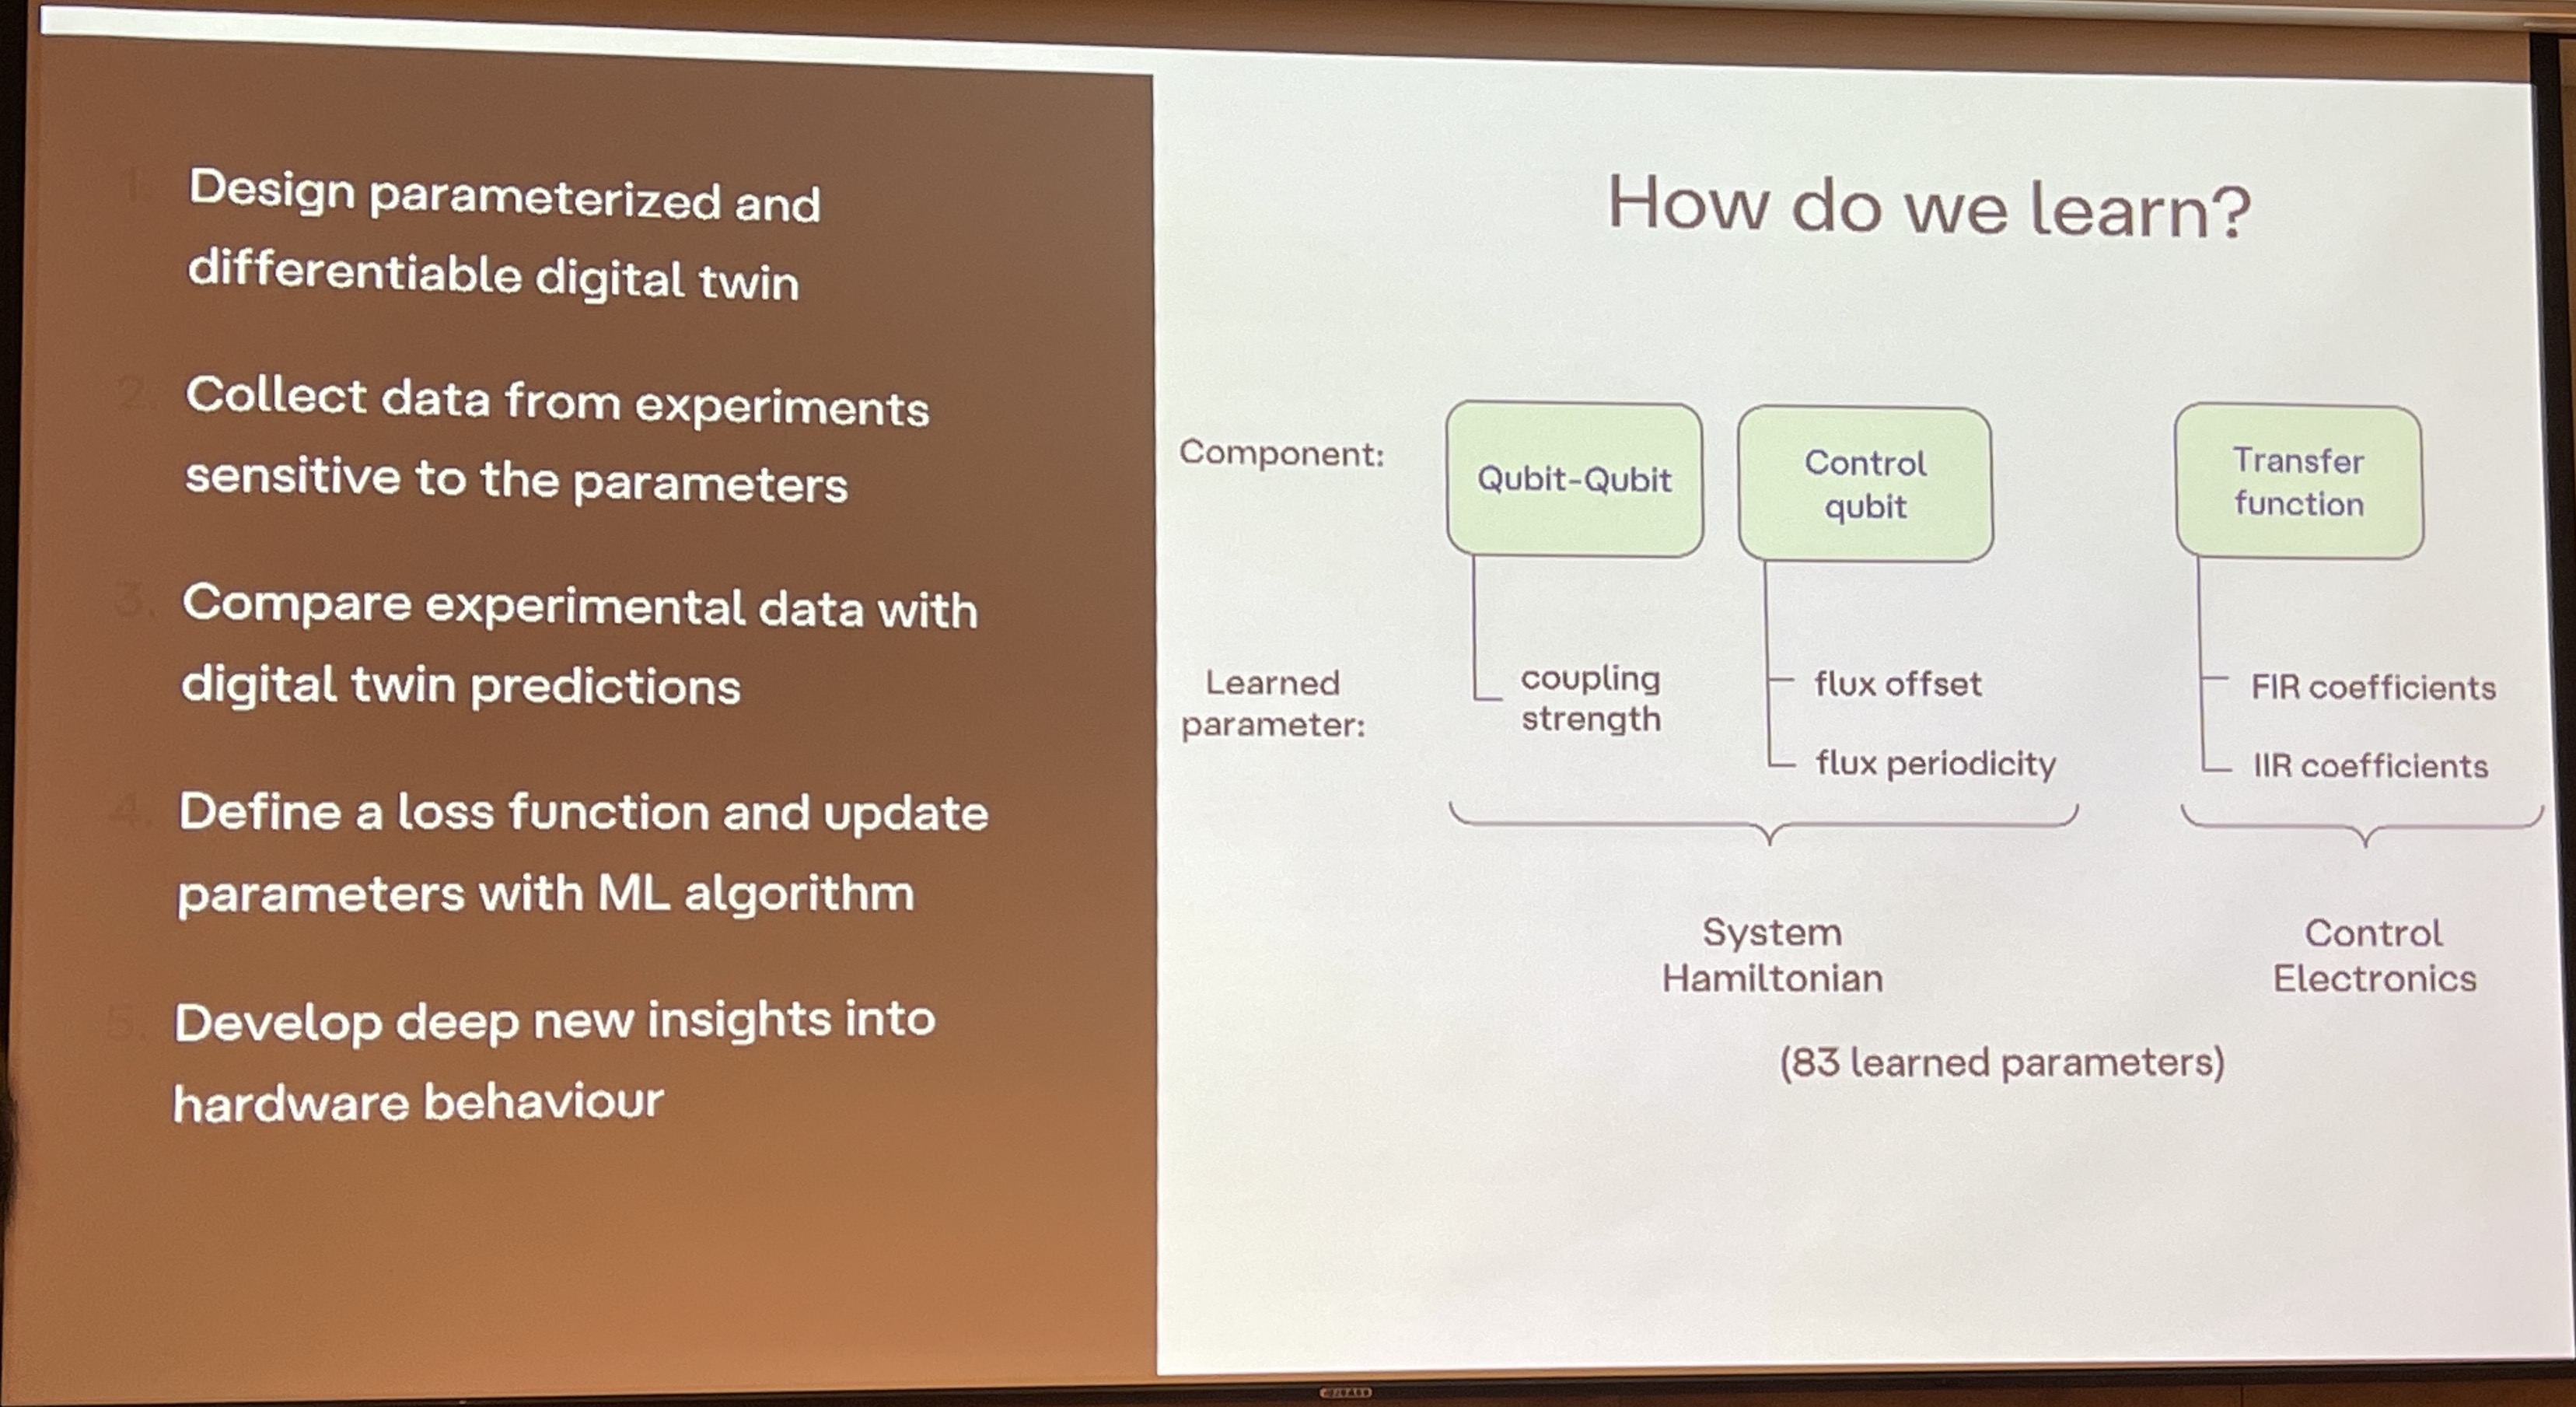 1. Design parameterized and
differentiable digital twin
2. Collect data from experiments
sensitive to the parameters
3. Compare experimental data with
digital twin predictions
4. Define a loss function and update
parameters with ML algorithm
5. Develop deep new insights into
hardware behaviour
How do we learn?
Component:
Qubit-Qubit
Control
qubit
Transfer
function
Learned
parameter:
coupling
strength
flux offset
flux periodicity
FIR coefficients
IIR coefficients
System
Hamiltonian
Control
Electronics
(83 learned parameters)